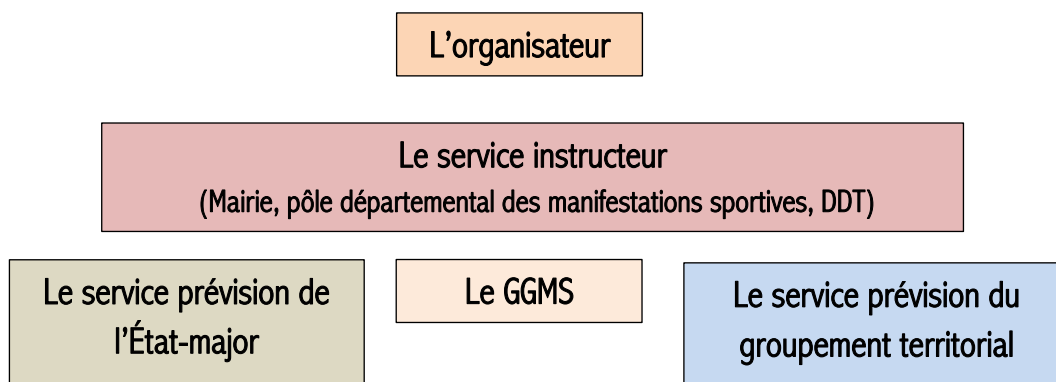 L'organisateur
Le service instructeur
(Mairie, pôle départemental des manifestations sportives, DDT)
Le service prévision de
l'État-major
Le GGMS
Le service prévision du
groupement territorial